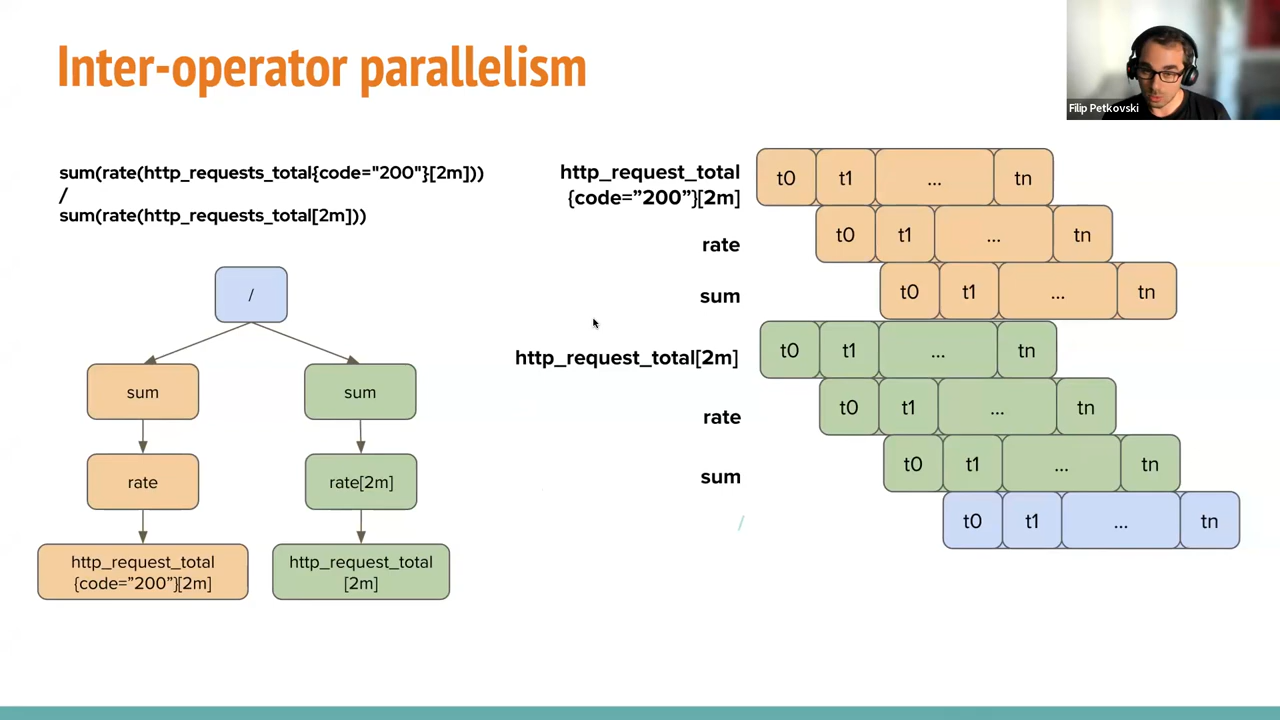 Inter-operator parallelism
Filip Petkovski
sum(rate(http_requests_total{code="200"}[2m]))
/
sum(rate(http_requests_total[2m]))
/
sum
sum
rate
rate[2m]
http_request_total
{code=”200”}[2m]
http_request_total
[2m]
http_request_total
{code=”200”}[2m]
t0 t1 ... tn
rate
t0 t1 ... tn
sum
t0 t1 ... tn
http_request_total[2m]
t0 t1 ... tn
rate
t0 t1 ... tn
sum
t0 t1 ... tn
/
t0 t1 ... tn